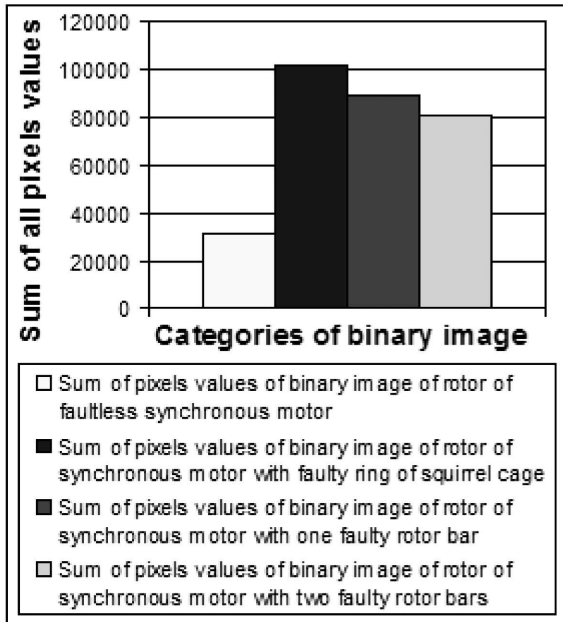 Sum of all pixels values
120000
100000
80000
60000
40000
20000
0
Categories of binary image
Sum of pixels values of binary image of rotor of
faultless synchronous motor
Sum of pixels values of binary image of rotor of
synchronous motor with faulty ring of squirrel cage
Sum of pixels values of binary image of rotor of
synchronous motor with one faulty rotor bar
Sum of pixels values of binary image of rotor of
synchronous motor with two faulty rotor bars